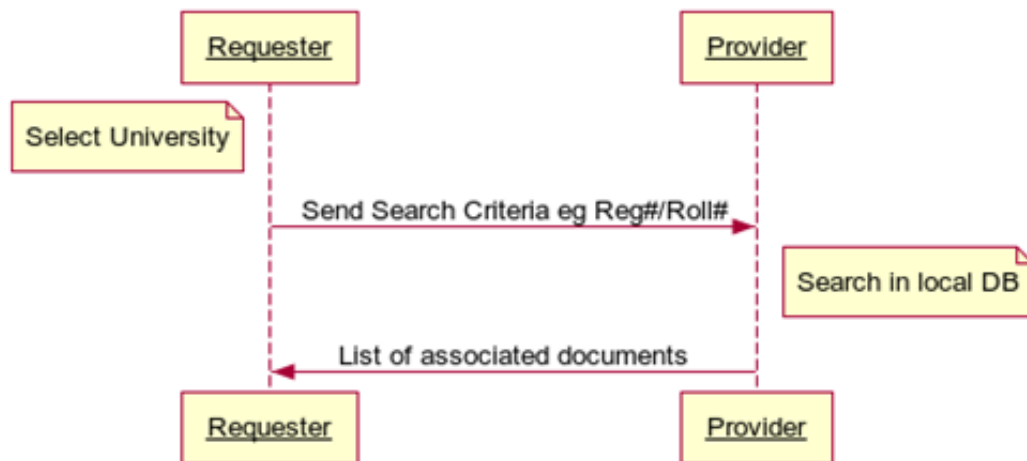 Requester
Provider
Select University
Send Search Criteria eg Reg#/Roll#
Search in local DB
List of associated documents
Requester
Provider